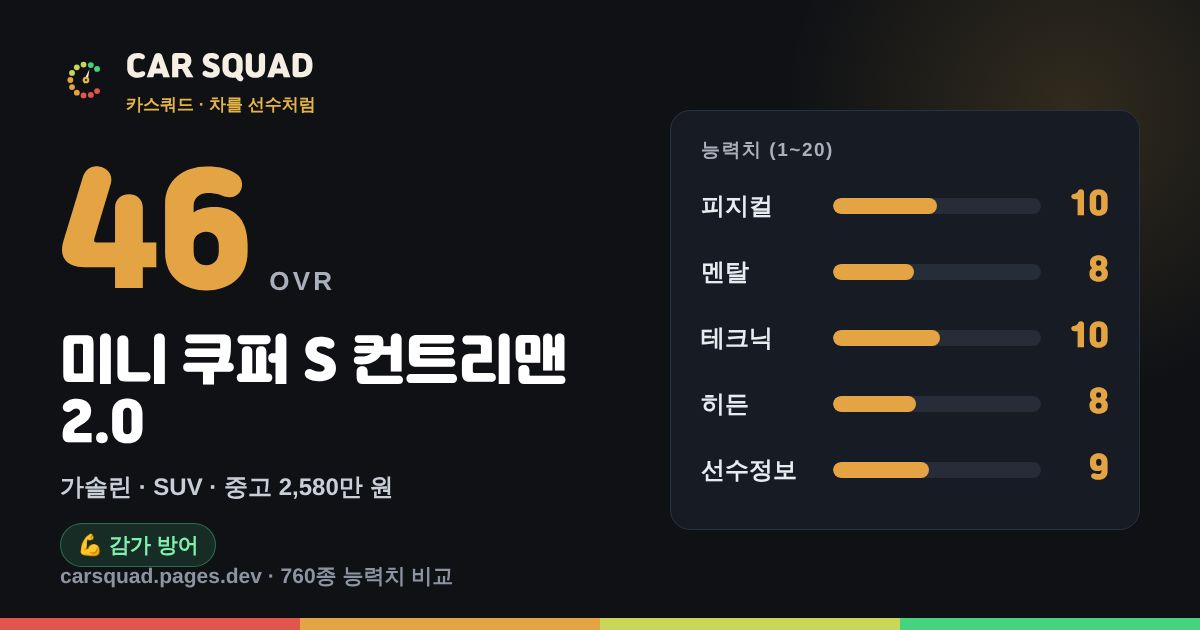 CAR SQUAD
카스쿼드 · 차를 선수처럼
46 OVR
미니 쿠퍼 S 컨트리맨
2.0
가솔린 · SUV · 중고 2,580만 원
💪 감가 방어
carsquad.pages.dev · 760종 능력치 비교
능력치 (1~20)
피지컬 10
멘탈 8
테크닉 10
히든 8
선수정보 9